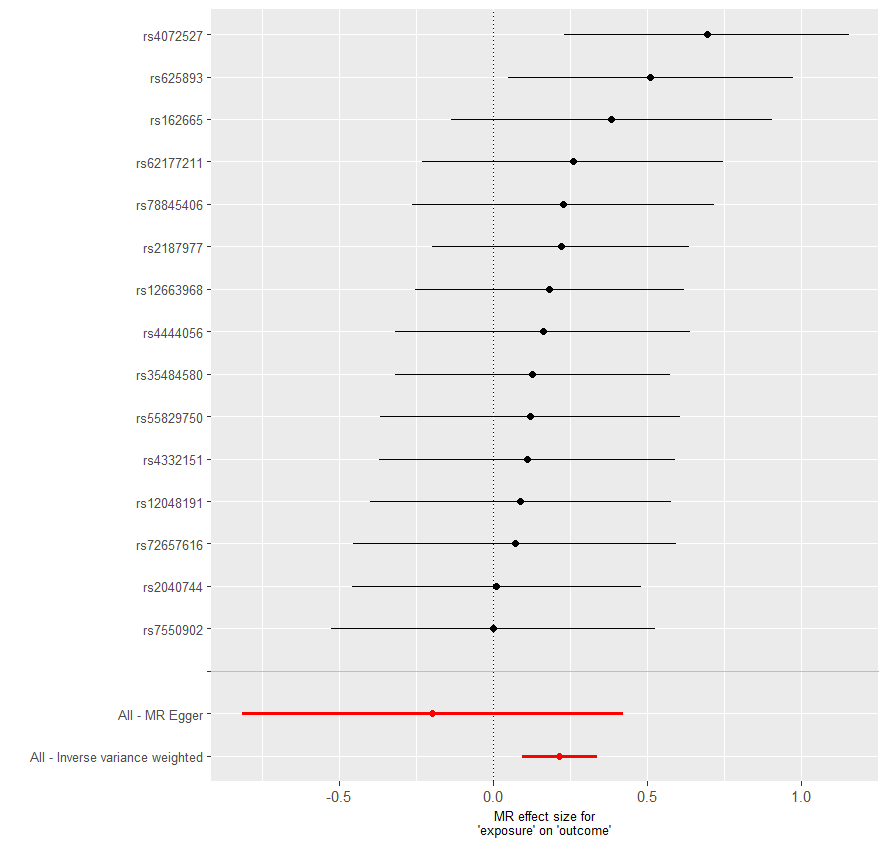 rs4072527
rs625893
rs162665
rs62177211
rs78845406
rs2187977
rs12663968
rs4444056
rs35484580
rs55829750
rs4332151
rs12048191
rs72657616
rs2040744
rs7550902
All - MR Egger
All - Inverse variance weighted
-0.5 0.0 0.5 1.0
MR effect size for
'exposure' on 'outcome'